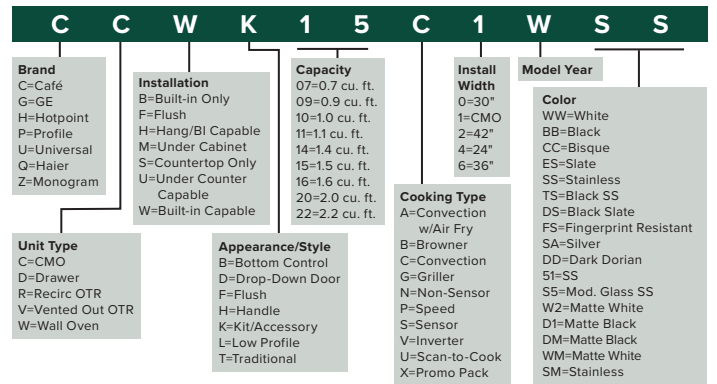 C C W K 1 5 C 1 W S S
Brand
C=Café
G=GE
H=Hotpoint
P=Profile
U=Universal
Q=Haier
Z=Monogram
Installation
B=Built-in Only
F=Flush
H=Hang/BI Capable
M=Under Cabinet
S=Countertop Only
U=Under Counter
Capable
W=Built-in Capable
Capacity
07=0.7 cu. ft.
09=0.9 cu. ft.
10=1.0 cu. ft.
11=1.1 cu. ft.
14=1.4 cu. ft.
15=1.5 cu. ft.
16=1.6 cu. ft.
20=2.0 cu. ft.
22=2.2 cu. ft.
Install
Width
0=30"
1=CMO
2=42"
4=24"
6=36"
Model Year
Color
WW=White
BB=Black
CC=Bisque
ES=Slate
SS=Stainless
TS=Black SS
DS=Black Slate
FS=Fingerprint Resistant
SA=Silver
DD=Dark Dorian
51=SS
S5=Mod. Glass SS
W2=Matte White
D1=Matte Black
DM=Matte Black
WM=Matte White
SM=Stainless
Unit Type
C=CMO
D=Drawer
R=Recirc OTR
V=Vented Out OTR
W=Wall Oven
Appearance/Style
B=Bottom Control
D=Drop-Down Door
F=Flush
H=Handle
K=Kit/Accessory
L=Low Profile
T=Traditional
Cooking Type
A=Convection
w/Air Fry
B=Browner
C=Convection
G=Griller
N=Non-Sensor
P=Speed
S=Sensor
V=Inverter
U=Scan-to-Cook
X=Promo Pack